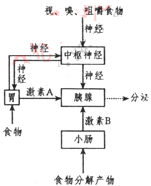 视、嗅、咀嚼食物
神经
神经
中枢神经
神经
神经
胃
激素A
胰腺
分泌
食物
激素B
小肠
食物分解产物